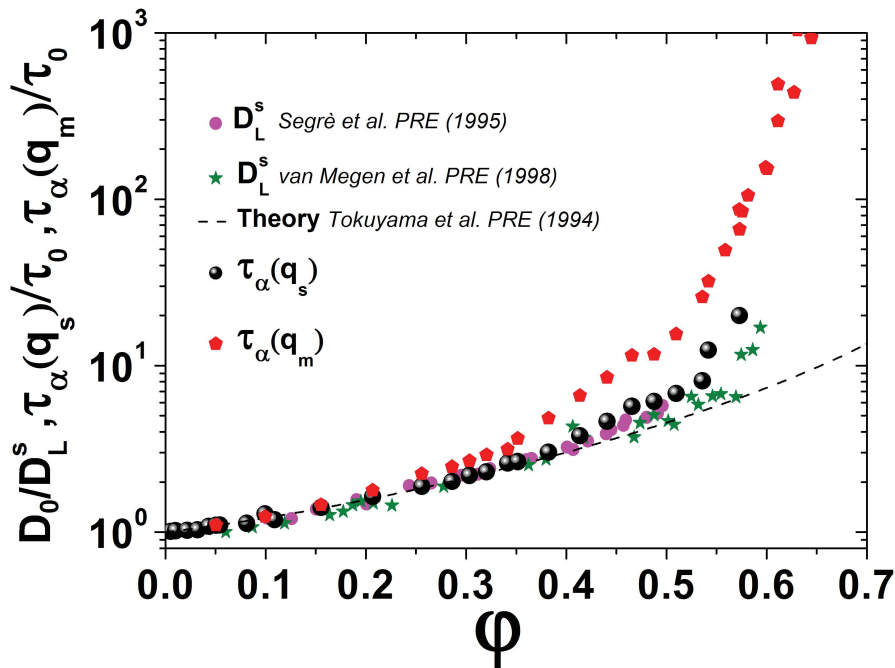 D₀/D_L^s , τ_α(q_s)/τ₀ , τ_α(q_m)/τ₀
10³
10²
10¹
10⁰
D_L^s Segrè et al. PRE (1995)
D_L^s van Megen et al. PRE (1998)
Theory Tokuyama et al. PRE (1994)
τ_α(q_s)
τ_α(q_m)
0.0 0.1 0.2 0.3 0.4 0.5 0.6 0.7
φ